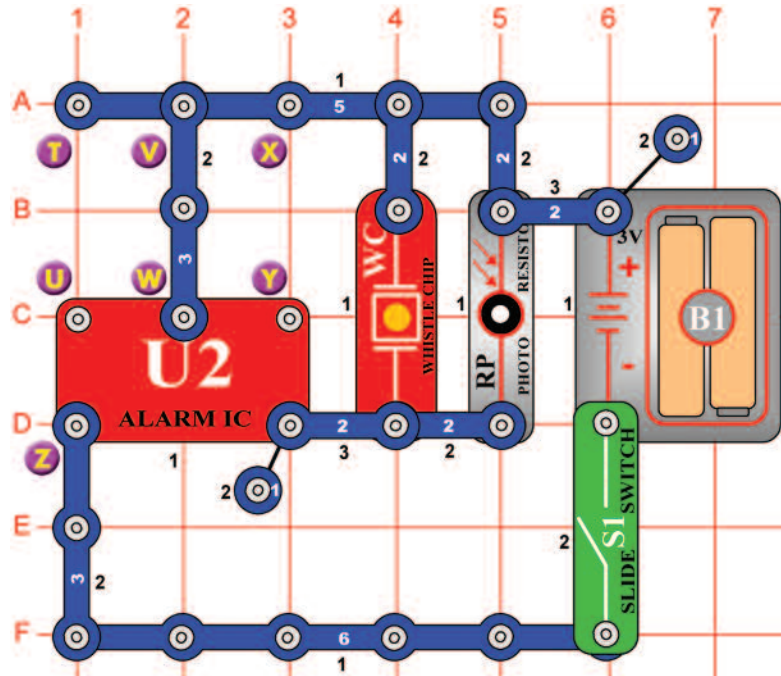 1 2 3 4 5 6 7
A
1
5
T V X
2 2 2 2 2
2 1
B
3
2
3V
+
WC
WHISTLE CHIP
RESISTO
U W Y
3
C
1 1 1
B1
U2
RP
PHOTO
-
ALARM IC
D
2 2
3 2
Z
1
2 1
S1
SLIDE SWITCH
E
2
3 2
F
6
1